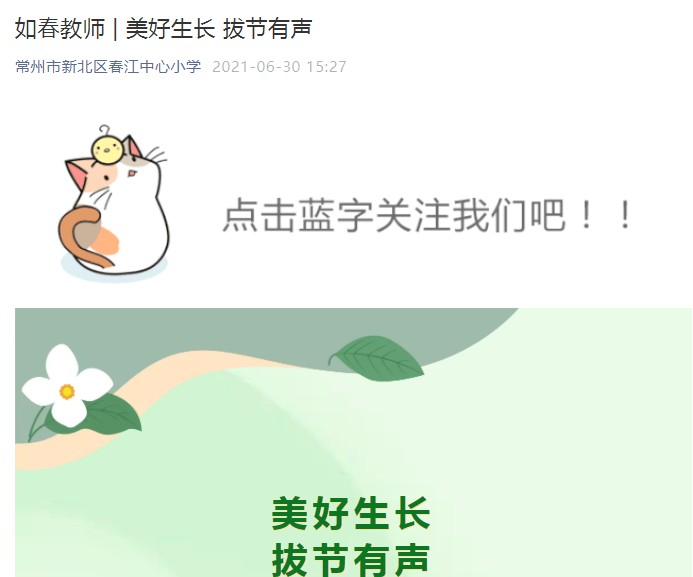 如春教师 | 美好生长 拔节有声
常州市新北区春江中心小学 2021-06-30 15:27
点击蓝字关注我们吧！！
美好生长
拔节有声